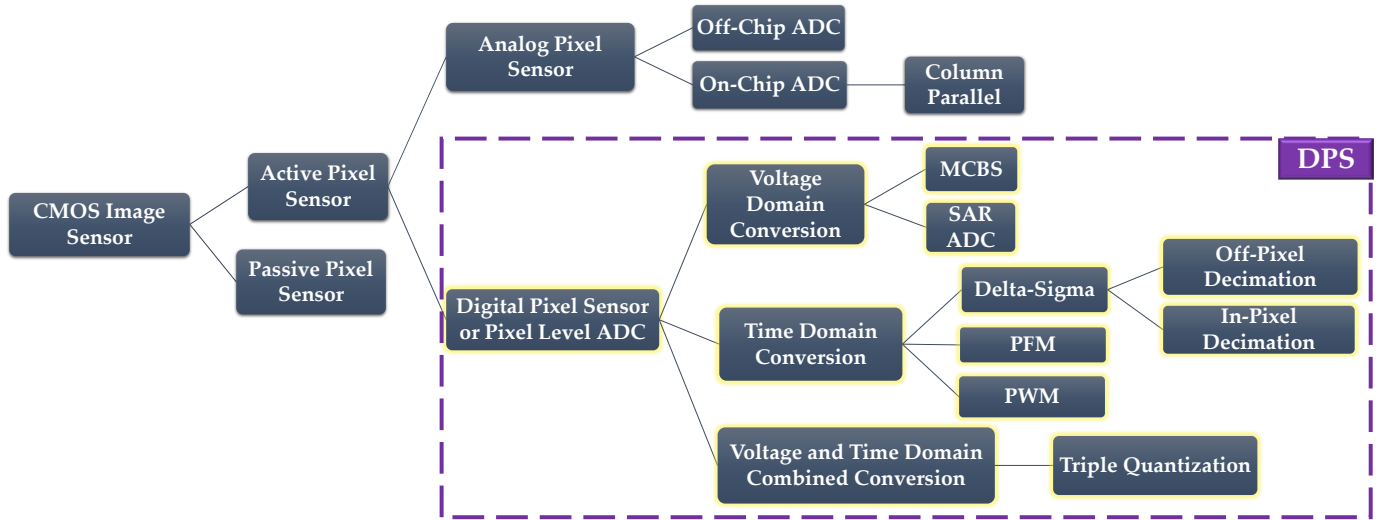 CMOS Image
Sensor
Active Pixel
Sensor
Passive Pixel
Sensor
Analog Pixel
Sensor
Off-Chip ADC
On-Chip ADC
Column
Parallel
DPS
Digital Pixel Sensor
or Pixel Level ADC
Voltage
Domain
Conversion
MCBS
SAR
ADC
Time Domain
Conversion
Delta-Sigma
Off-Pixel
Decimation
In-Pixel
Decimation
PFM
PWM
Voltage and Time Domain
Combined Conversion
Triple Quantization